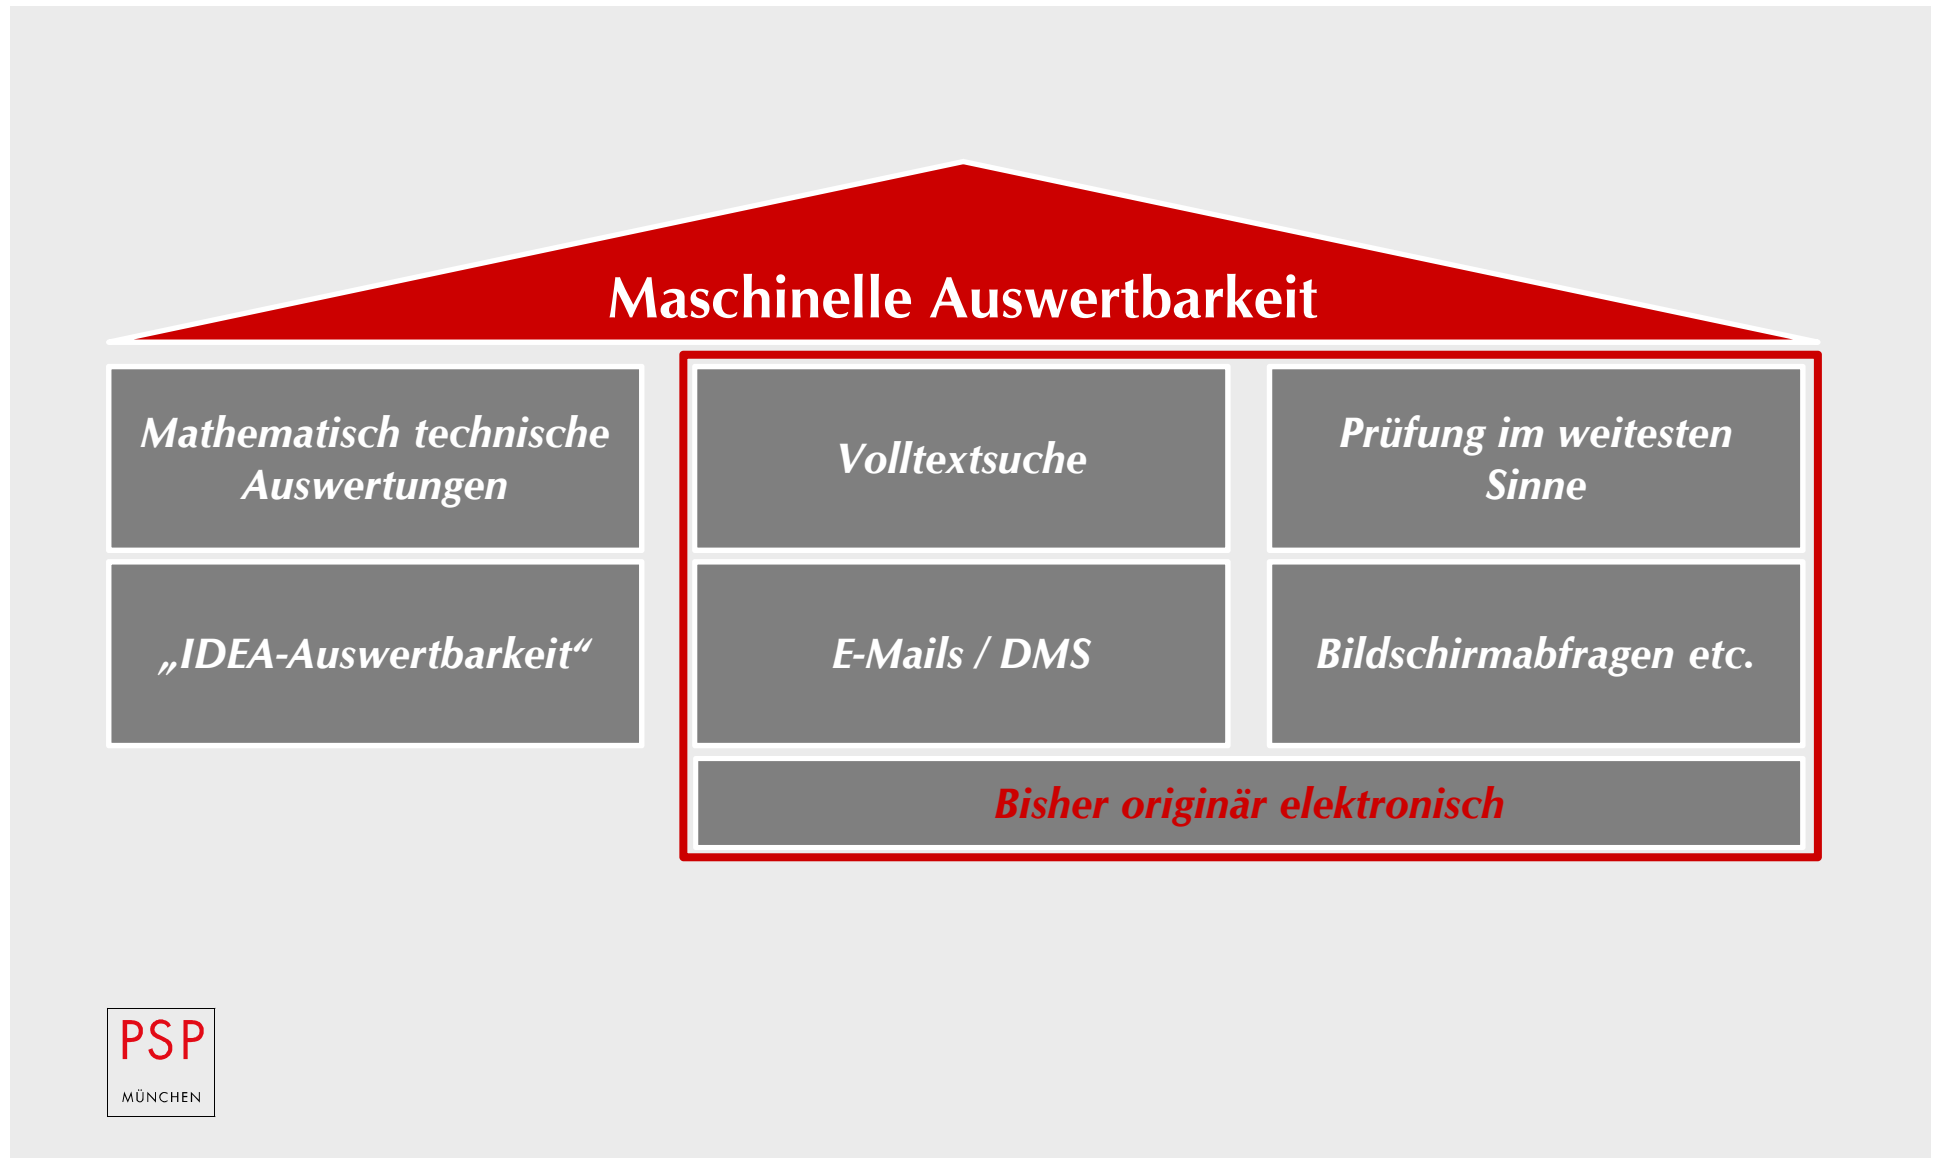 Maschinelle Auswertbarkeit
Mathematisch technische
Auswertungen
Volltextsuche
Prüfung im weitesten
Sinne
„IDEA-Auswertbarkeit“
E-Mails / DMS
Bildschirmabfragen etc.
Bisher originär elektronisch
PSP
MÜNCHEN